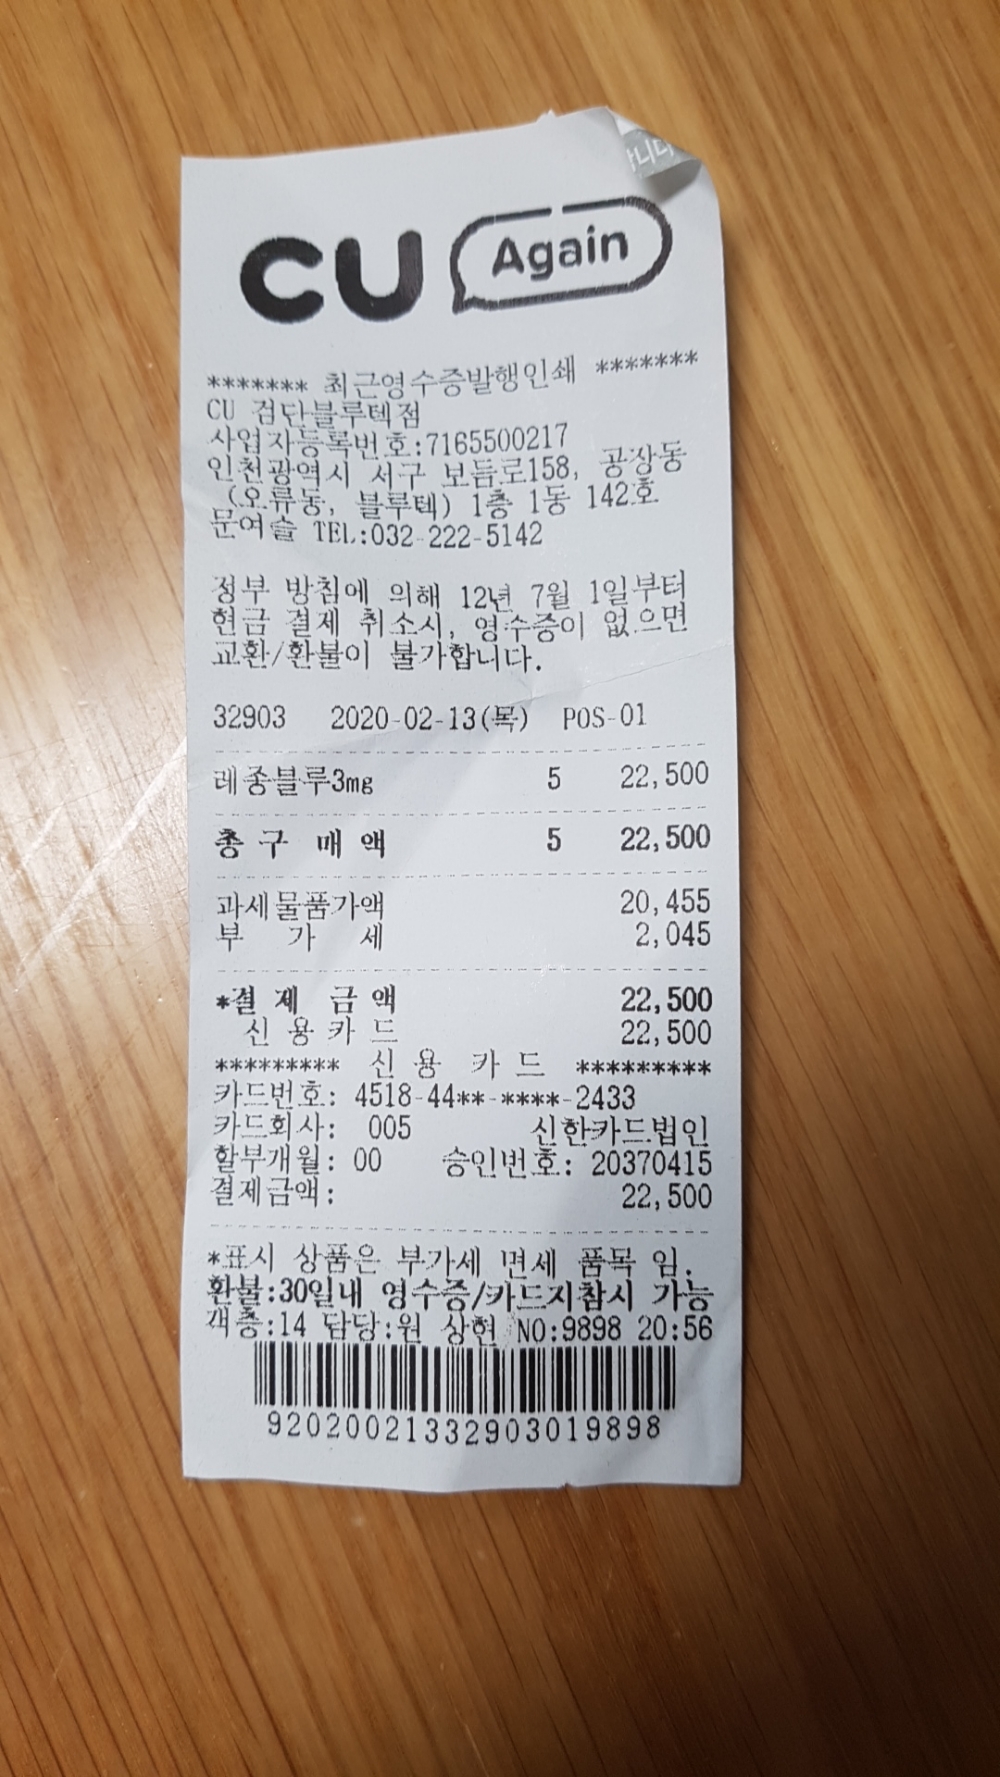 CU Again
******* 최근영수증발행인쇄 *******
CU 검단블루텍점
사업자등록번호:7165500217
인천광역시 서구 보듬로158, 공장동
(오류동, 블루텍) 1층 1동 142호
문여슬 TEL:032-222-5142
정부 방침에 의해 12년 7월 1일부터
현금 결제 취소시, 영수증이 없으면
교환/환불이 불가합니다.
32903 2020-02-13(목) POS-01
레종블루3mg 5 22,500
총 구 매 액 5 22,500
과세물품가액 20,455
부 가 세 2,045
*결 제 금 액 22,500
신 용 카 드 22,500
********* 신 용 카 드 *********
카드번호: 4518-44**-****-2433
카드회사: 005 신한카드법인
할부개월: 00 승인번호: 20370415
결제금액: 22,500
*표시 상품은 부가세 면세 품목 임.
환불:30일내 영수증/카드지참시 가능
객층:14 담당:원 상현 NO:9898 20:56
92020021332903019898